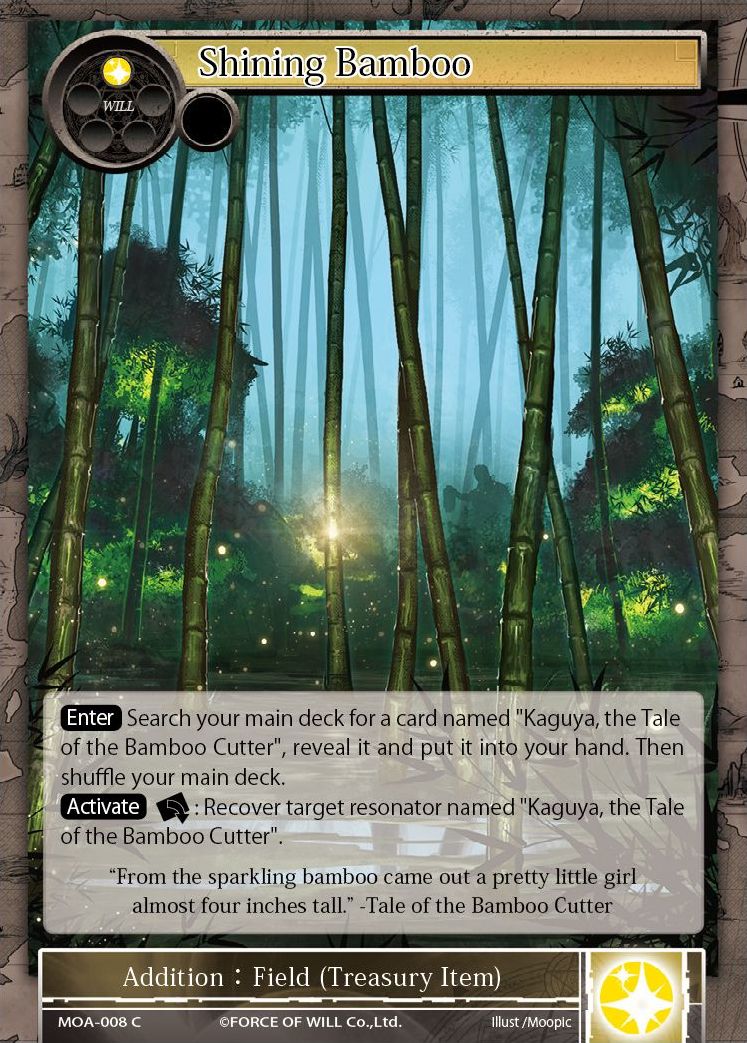 Shining Bamboo
WILL
Enter Search your main deck for a card named "Kaguya, the Tale
of the Bamboo Cutter", reveal it and put it into your hand. Then
shuffle your main deck.
Activate : Recover target resonator named "Kaguya, the Tale
of the Bamboo Cutter".
“From the sparkling bamboo came out a pretty little girl
almost four inches tall.” -Tale of the Bamboo Cutter
Addition : Field (Treasury Item)
MOA-008 C ©FORCE OF WILL Co.,Ltd. Illust /Moopic